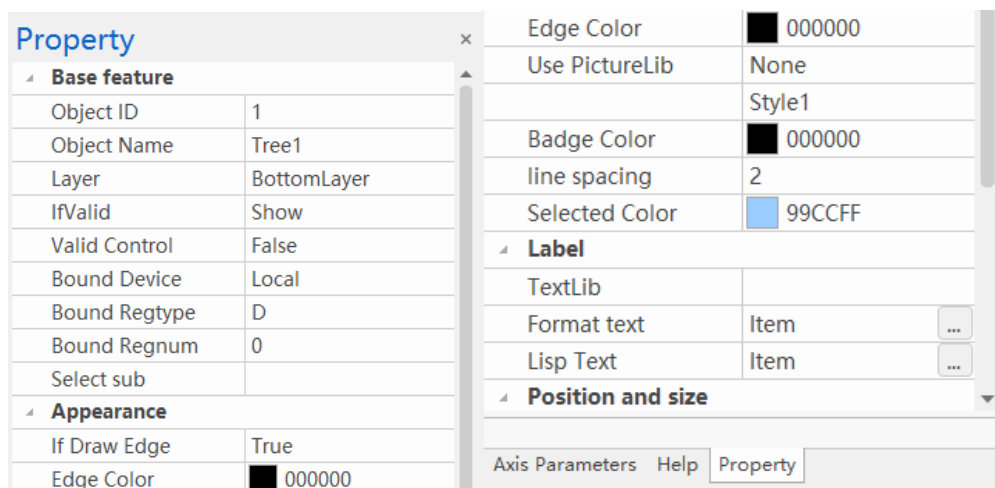 Property
×
Base feature
Object ID 1
Object Name Tree1
Layer BottomLayer
IfValid Show
Valid Control False
Bound Device Local
Bound Regtype D
Bound Regnum 0
Select sub
Appearance
If Draw Edge True
Edge Color 000000
Edge Color 000000
Use PictureLib None
Style1
Badge Color 000000
line spacing 2
Selected Color 99CCFF
Label
TextLib
Format text Item ...
Lisp Text Item ...
Position and size
Axis Parameters Help Property